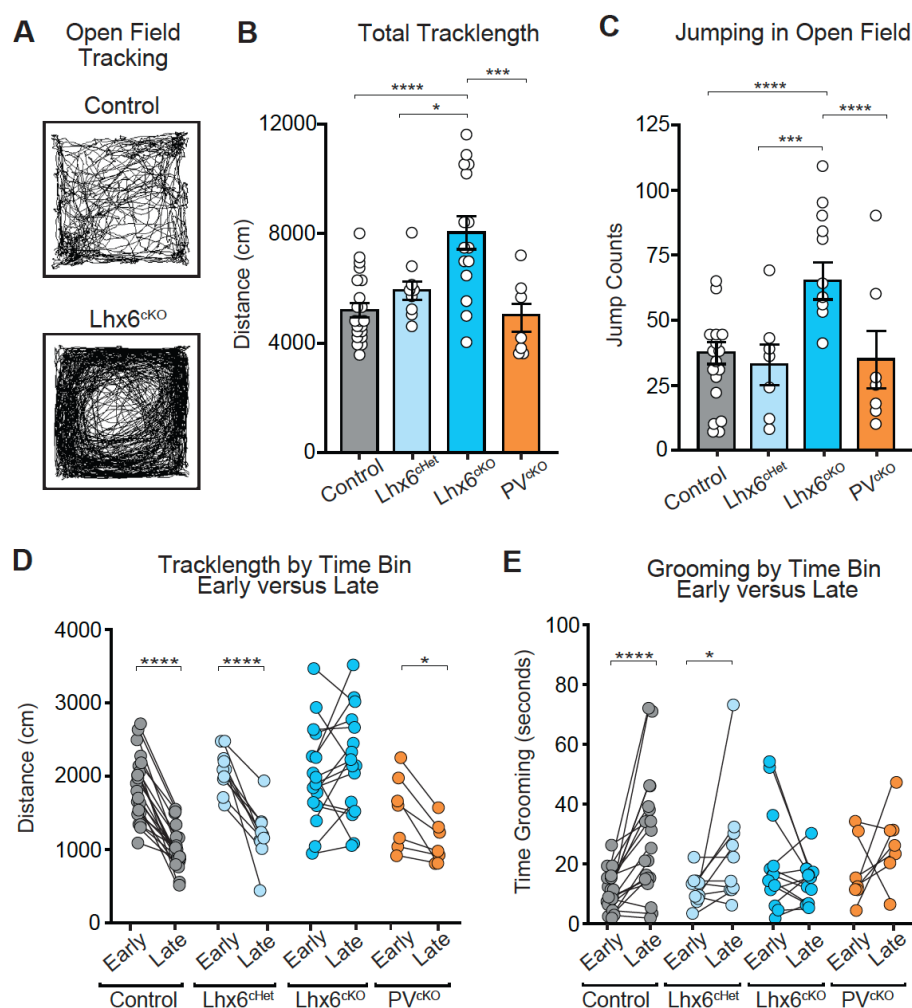 A
Open Field
Tracking
Control
Lhx6cKO
B
Total Tracklength
****
*
***
Distance (cm)
12000
8000
4000
0
Control
Lhx6cHet
Lhx6cKO
PVcKO
C
Jumping in Open Field
****
***
****
Jump Counts
125
100
75
50
25
0
Control
Lhx6cHet
Lhx6cKO
PVcKO
D
Tracklength by Time Bin
Early versus Late
****
****
*
Distance (cm)
4000
3000
2000
1000
0
Early
Late
Early
Late
Early
Late
Early
Late
Control
Lhx6cHet
Lhx6cKO
PVcKO
E
Grooming by Time Bin
Early versus Late
****
*
Time Grooming (seconds)
100
80
60
40
20
0
Early
Late
Early
Late
Early
Late
Early
Late
Control
Lhx6cHet
Lhx6cKO
PVcKO